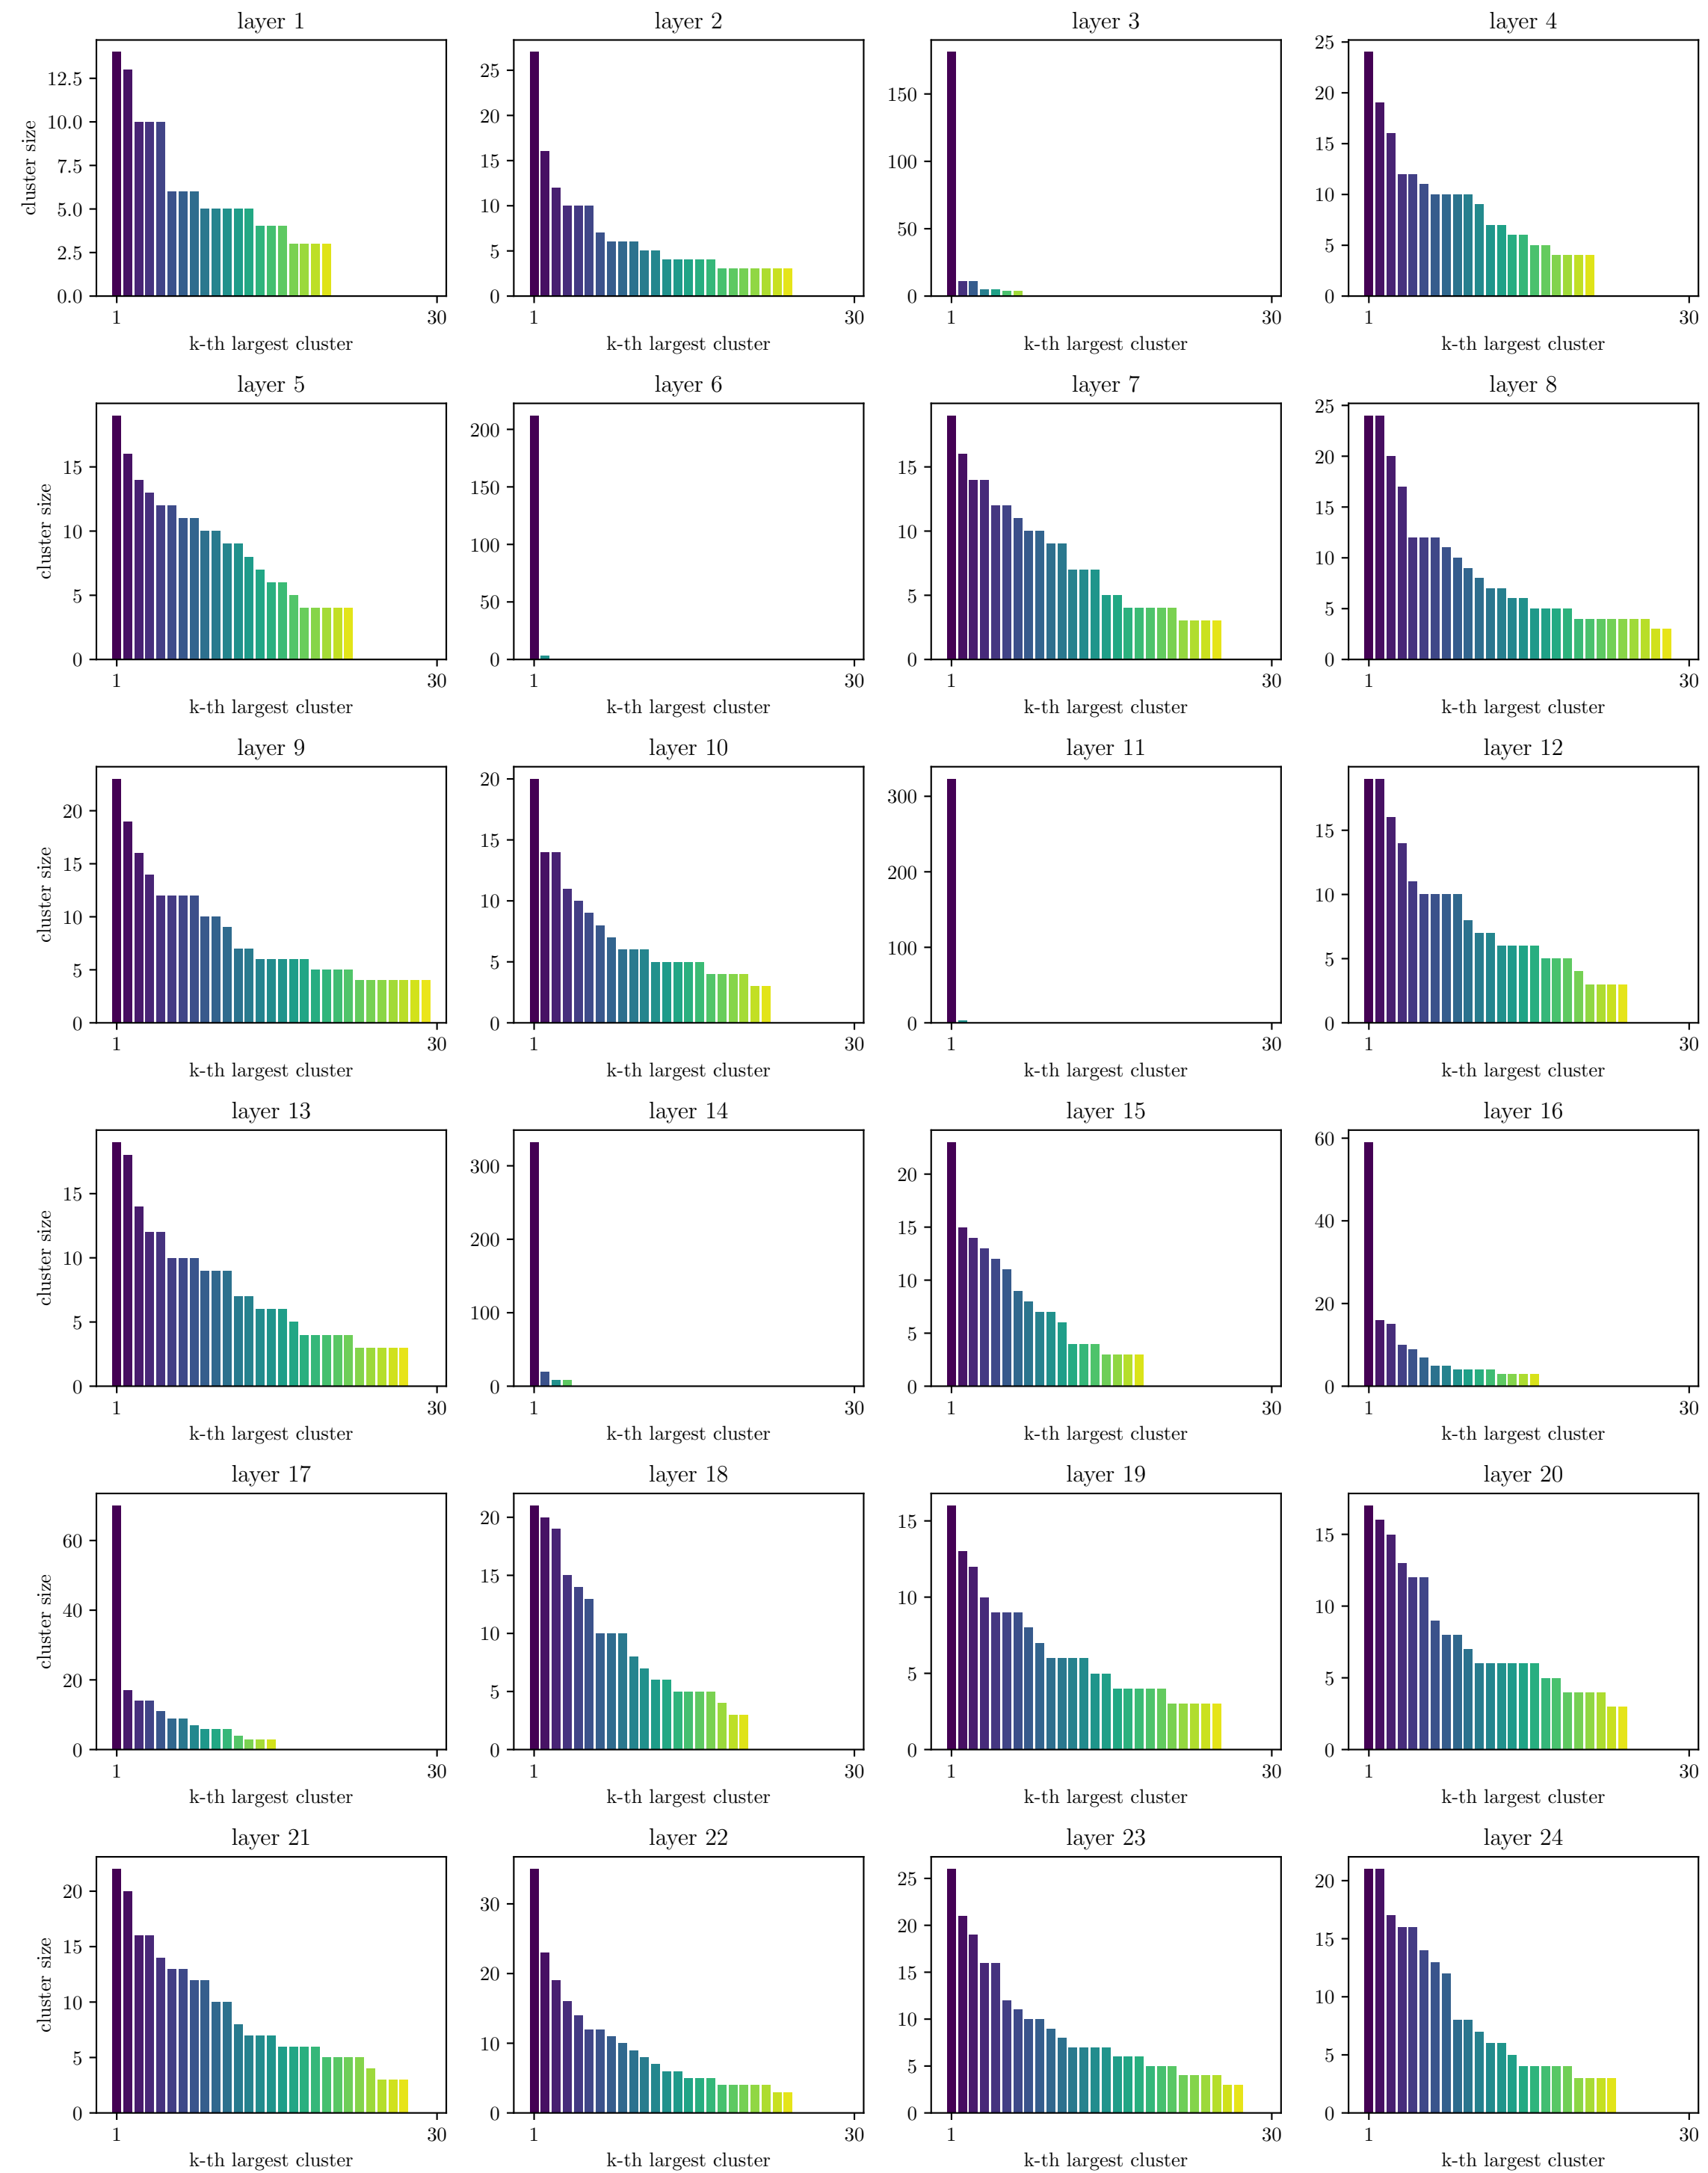 layer 1
layer 2
layer 3
layer 4
cluster size
12.5
10.0
7.5
5.0
2.5
0.0
25
20
15
10
5
0
150
100
50
0
25
20
15
10
5
0
1 30
1 30
1 30
1 30
k-th largest cluster
k-th largest cluster
k-th largest cluster
k-th largest cluster
layer 5
layer 6
layer 7
layer 8
cluster size
15
10
5
0
200
150
100
50
0
15
10
5
0
25
20
15
10
5
0
1 30
1 30
1 30
1 30
k-th largest cluster
k-th largest cluster
k-th largest cluster
k-th largest cluster
layer 9
layer 10
layer 11
layer 12
cluster size
20
15
10
5
0
20
15
10
5
0
300
200
100
0
15
10
5
0
1 30
1 30
1 30
1 30
k-th largest cluster
k-th largest cluster
k-th largest cluster
k-th largest cluster
layer 13
layer 14
layer 15
layer 16
cluster size
15
10
5
0
300
200
100
0
20
15
10
5
0
60
40
20
0
1 30
1 30
1 30
1 30
k-th largest cluster
k-th largest cluster
k-th largest cluster
k-th largest cluster
layer 17
layer 18
layer 19
layer 20
cluster size
60
40
20
0
20
15
10
5
0
15
10
5
0
15
10
5
0
1 30
1 30
1 30
1 30
k-th largest cluster
k-th largest cluster
k-th largest cluster
k-th largest cluster
layer 21
layer 22
layer 23
layer 24
cluster size
20
15
10
5
0
30
20
10
0
25
20
15
10
5
0
20
15
10
5
0
1 30
1 30
1 30
1 30
k-th largest cluster
k-th largest cluster
k-th largest cluster
k-th largest cluster